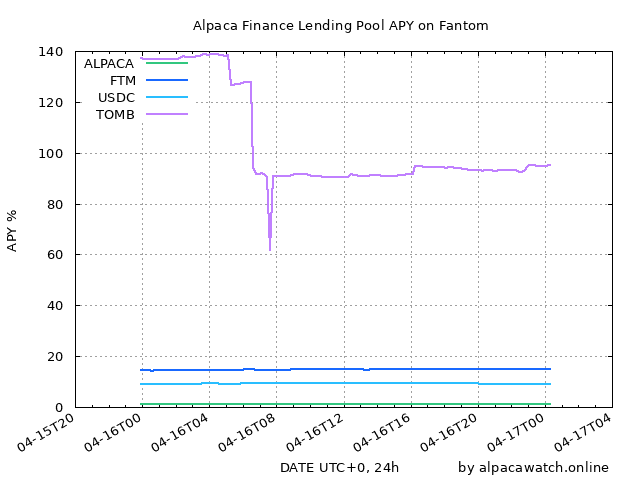 Alpaca Finance Lending Pool APY on Fantom
140
120
100
80
60
40
20
0
APY %
ALPACA
FTM
USDC
TOMB
04-15T20
04-16T00
04-16T04
04-16T08
04-16T12
04-16T16
04-16T20
04-17T00
04-17T04
DATE UTC+0, 24h
by alpacawatch.online